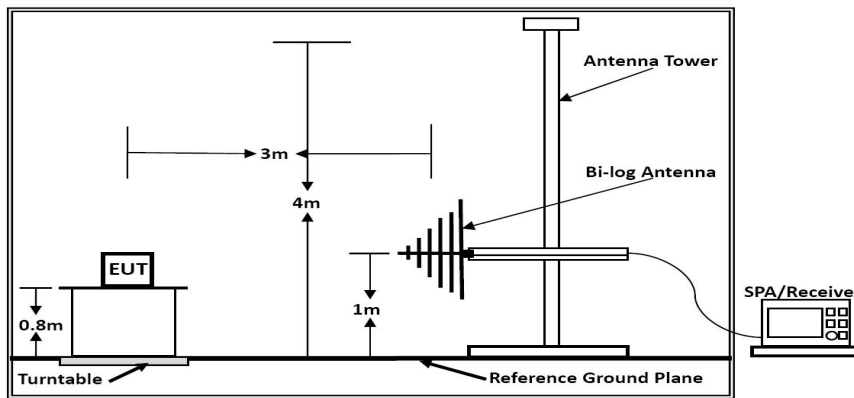 Antenna Tower
3m
Bi-log Antenna
4m
EUT
SPA/Receive
0.8m
1m
Turntable
Reference Ground Plane